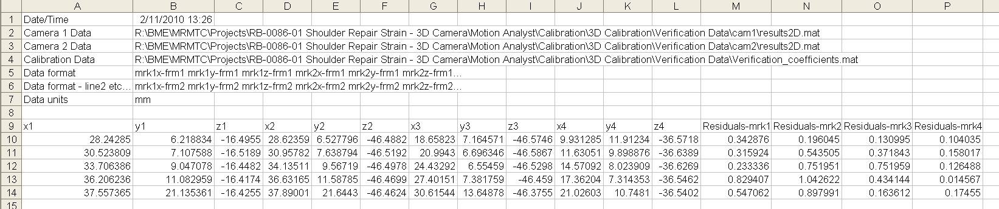 A B C D E F G H I J K L M N O P
1 Date/Time 2/11/2010 13:26
2 Camera 1 Data R:\BME\MRMTC\Projects\RB-0086-01 Shoulder Repair Strain - 3D Camera\Motion Analyst\Calibration\3D Calibration\Verification Data\cam1\results2D.mat
3 Camera 2 Data R:\BME\MRMTC\Projects\RB-0086-01 Shoulder Repair Strain - 3D Camera\Motion Analyst\Calibration\3D Calibration\Verification Data\cam2\results2D.mat
4 Calibration Data R:\BME\MRMTC\Projects\RB-0086-01 Shoulder Repair Strain - 3D Camera\Motion Analyst\Calibration\3D Calibration\Verification Data\Verification_coefficients.mat
5 Data format mrk1x-frm1 mrk1y-frm1 mrk1z-frm1 mrk2x-frm1 mrk2y-frm1 mrk2z-frm1...
6 Data format - line2 etc... mrk1x-frm2 mrk1y-frm2 mrk1z-frm2 mrk2x-frm2 mrk2y-frm2 mrk2z-frm2...
7 Data units mm
8
9 x1 y1 z1 x2 y2 z2 x3 y3 z3 x4 y4 z4 Residuals-mrk1 Residuals-mrk2 Residuals-mrk3 Residuals-mrk4
10 28.24285 6.218834 -16.4955 28.62359 6.527796 -46.4882 18.65823 7.164571 -46.5746 9.931285 11.91234 -36.5718 0.342876 0.196045 0.130995 0.104035
11 30.523809 7.107588 -16.5189 30.95782 7.638794 -46.5192 20.9943 6.696346 -46.5867 11.63051 9.898876 -36.6389 0.315924 0.543505 0.371843 0.158017
12 33.706386 9.047078 -16.4482 34.13511 9.56719 -46.4978 24.43292 6.55459 -46.5298 14.57092 8.023909 -36.6269 0.233336 0.751951 0.751959 0.126488
13 36.206236 11.082959 -16.4174 36.63165 11.58785 -46.4699 27.40151 7.381759 -46.459 17.36204 7.314353 -36.5462 0.829407 1.042622 0.434144 0.014567
14 37.557365 21.135361 -16.4255 37.89001 21.6443 -46.4624 30.61544 13.64878 -46.3755 21.02603 10.7481 -36.5402 0.547062 0.897991 0.163612 0.17455
15